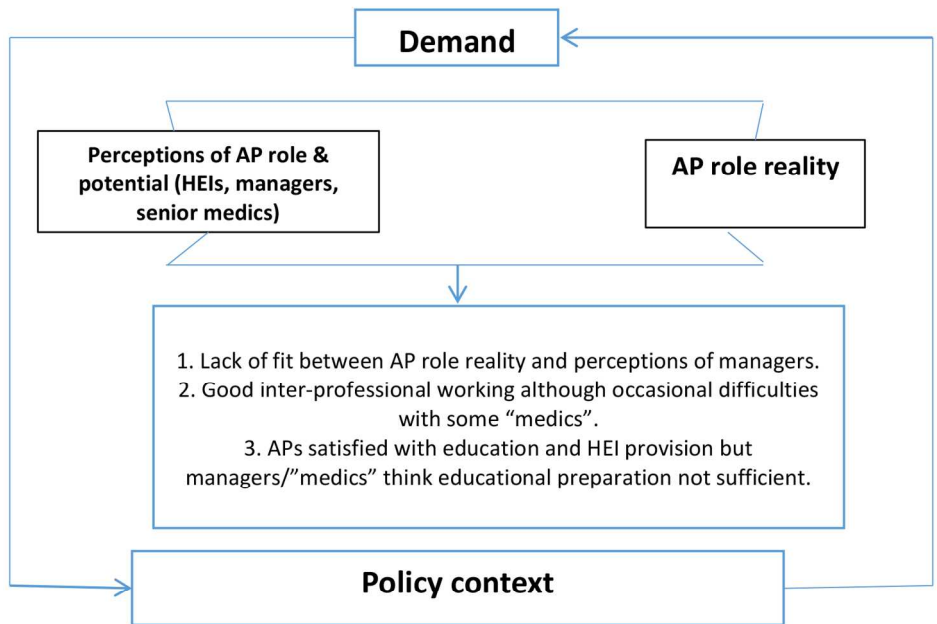 Demand
Perceptions of AP role &
potential (HEIs, managers,
senior medics)
AP role reality
1. Lack of fit between AP role reality and perceptions of managers.
2. Good inter-professional working although occasional difficulties
with some “medics”.
3. APs satisfied with education and HEI provision but
managers/”medics” think educational preparation not sufficient.
Policy context